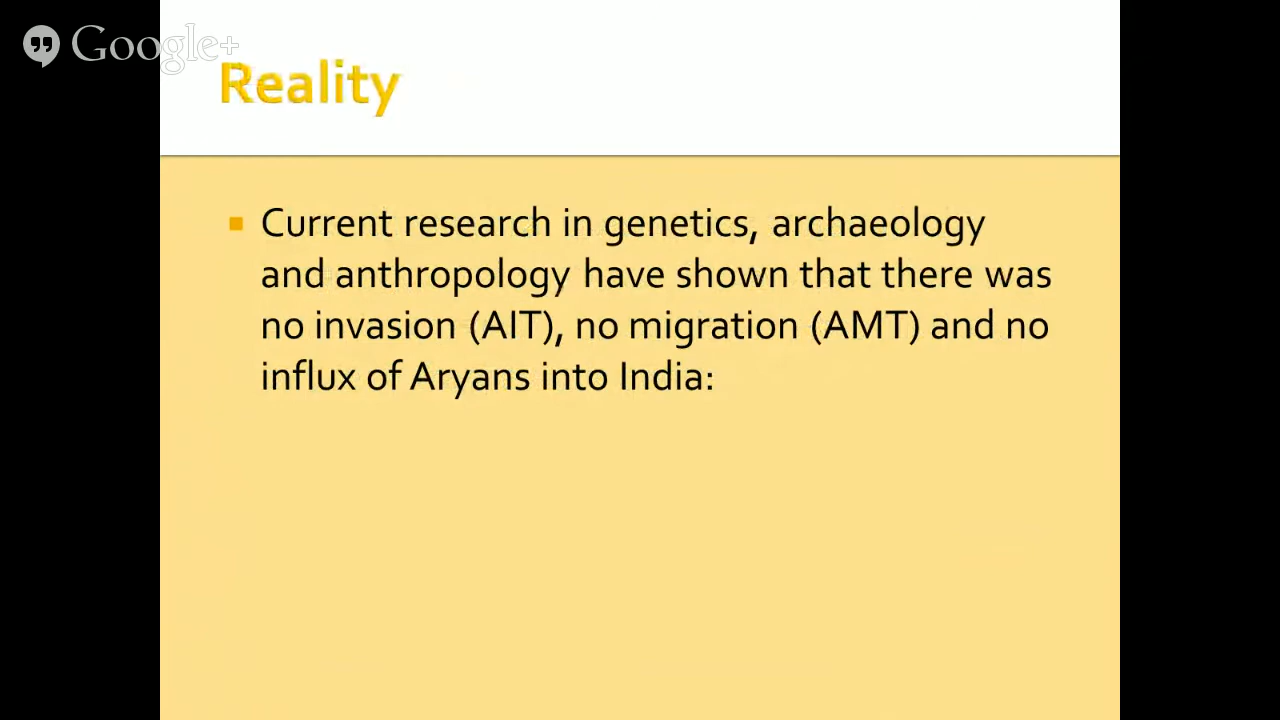 Google+
Reality
Current research in genetics, archaeology
and anthropology have shown that there was
no invasion (AIT), no migration (AMT) and no
influx of Aryans into India: